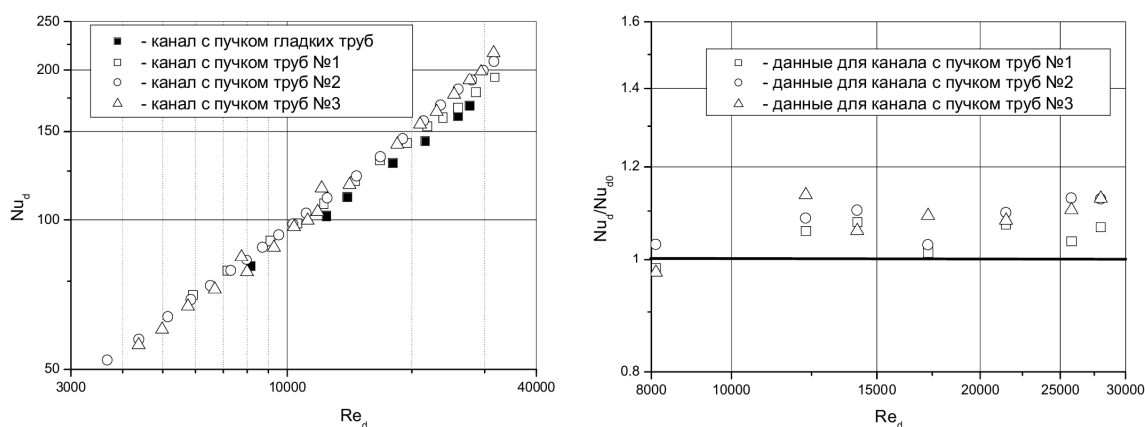 250
200
150
100
50
Nu_d
- канал с пучком гладких труб
- канал с пучком труб №1
- канал с пучком труб №2
- канал с пучком труб №3
3000
10000
40000
Re_d
1.6
1.4
1.2
1
0.8
Nu_d/Nu_d0
- данные для канала с пучком труб №1
- данные для канала с пучком труб №2
- данные для канала с пучком труб №3
8000
10000
15000
20000
25000
30000
Re_d